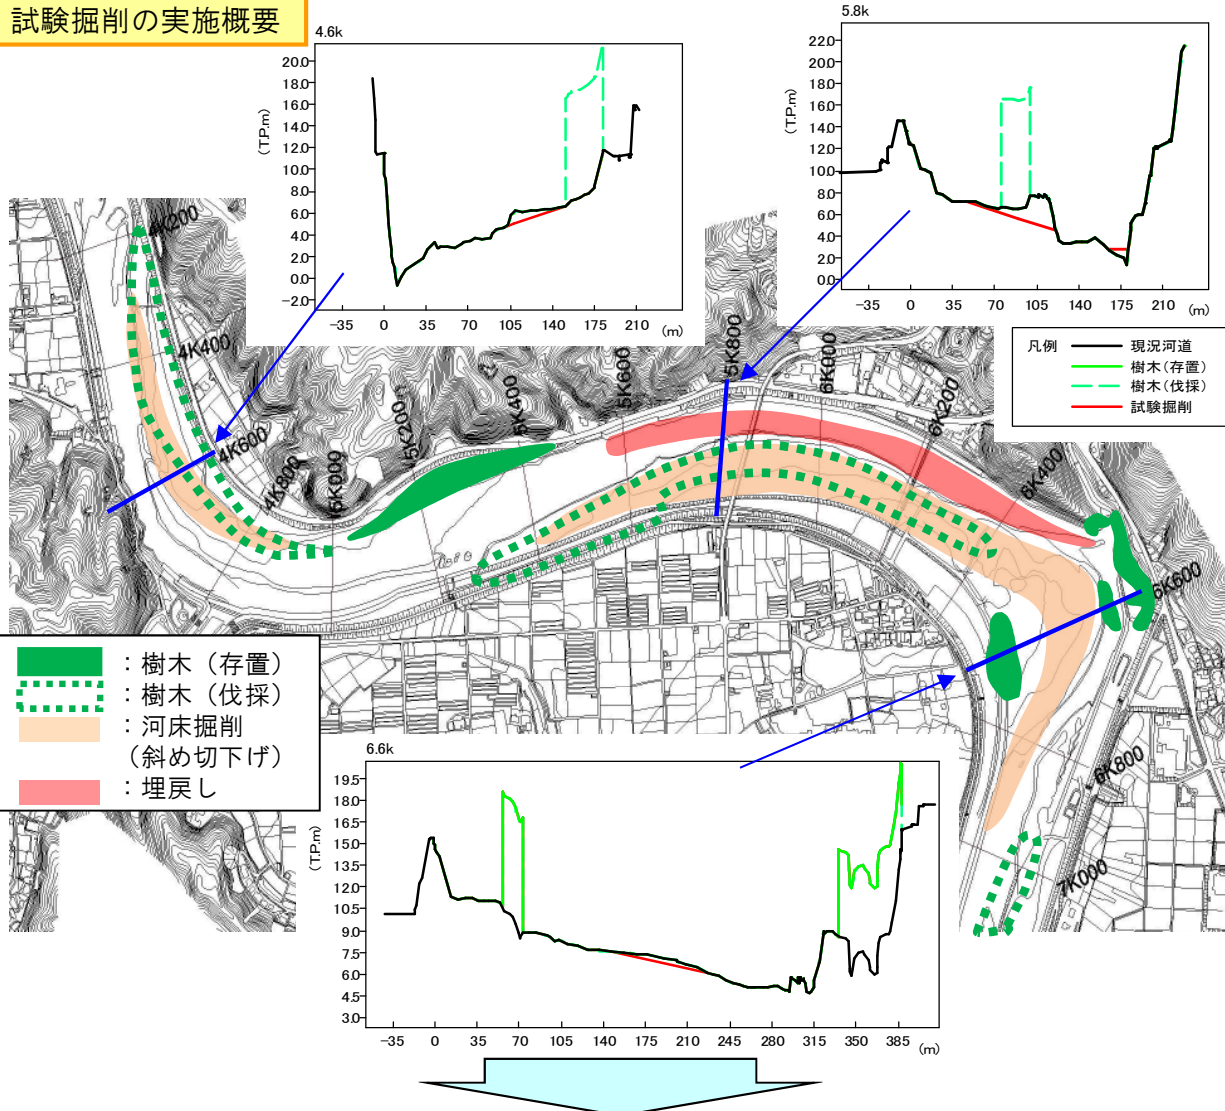 試験掘削の実施概要
4.6k
(T.P.m)
20.0
18.0
16.0
14.0
12.0
10.0
8.0
6.0
4.0
2.0
0.0
−2.0
−35 0 35 70 105 140 175 210 (m)
5.8k
(T.P.m)
22.0
20.0
18.0
16.0
14.0
12.0
10.0
8.0
6.0
4.0
2.0
0.0
−35 0 35 70 105 140 175 210 (m)
凡例 現況河道
樹木(存置)
樹木(伐採)
試験掘削
4K200
4K400
4K600
4K800
5K000
5K200
5K400
5K600
5K800
6K000
6K200
6K400
6K600
6K800
7K000
：樹木（存置）
：樹木（伐採）
：河床掘削
（斜め切下げ）
：埋戻し
6.6k
(T.P.m)
19.5
18.0
16.5
15.0
13.5
12.0
10.5
9.0
7.5
6.0
4.5
3.0
−35 0 35 70 105 140 175 210 245 280 315 350 385 (m)